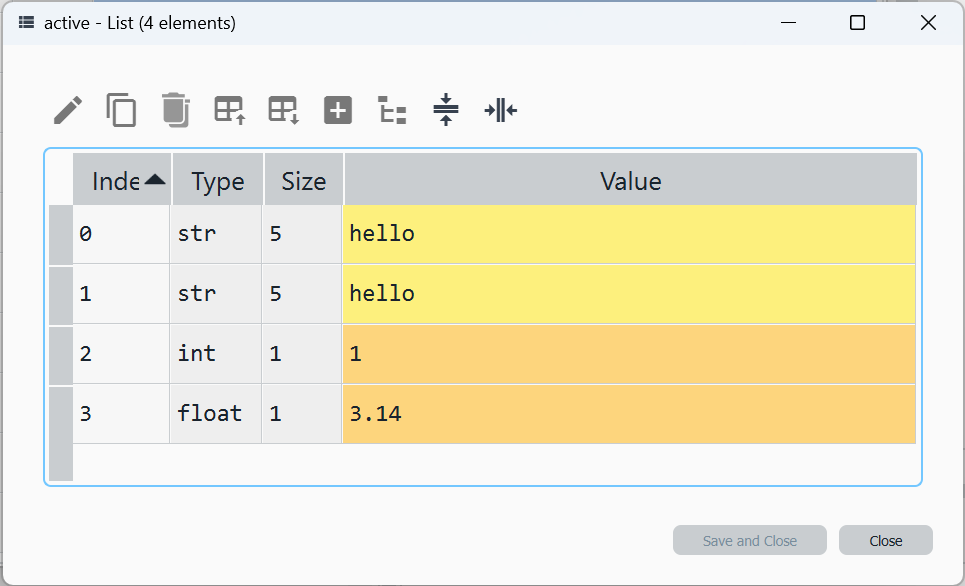 active - List (4 elements)
Inde Type Size Value
0 str 5 hello
1 str 5 hello
2 int 1 1
3 float 1 3.14
Save and Close Close